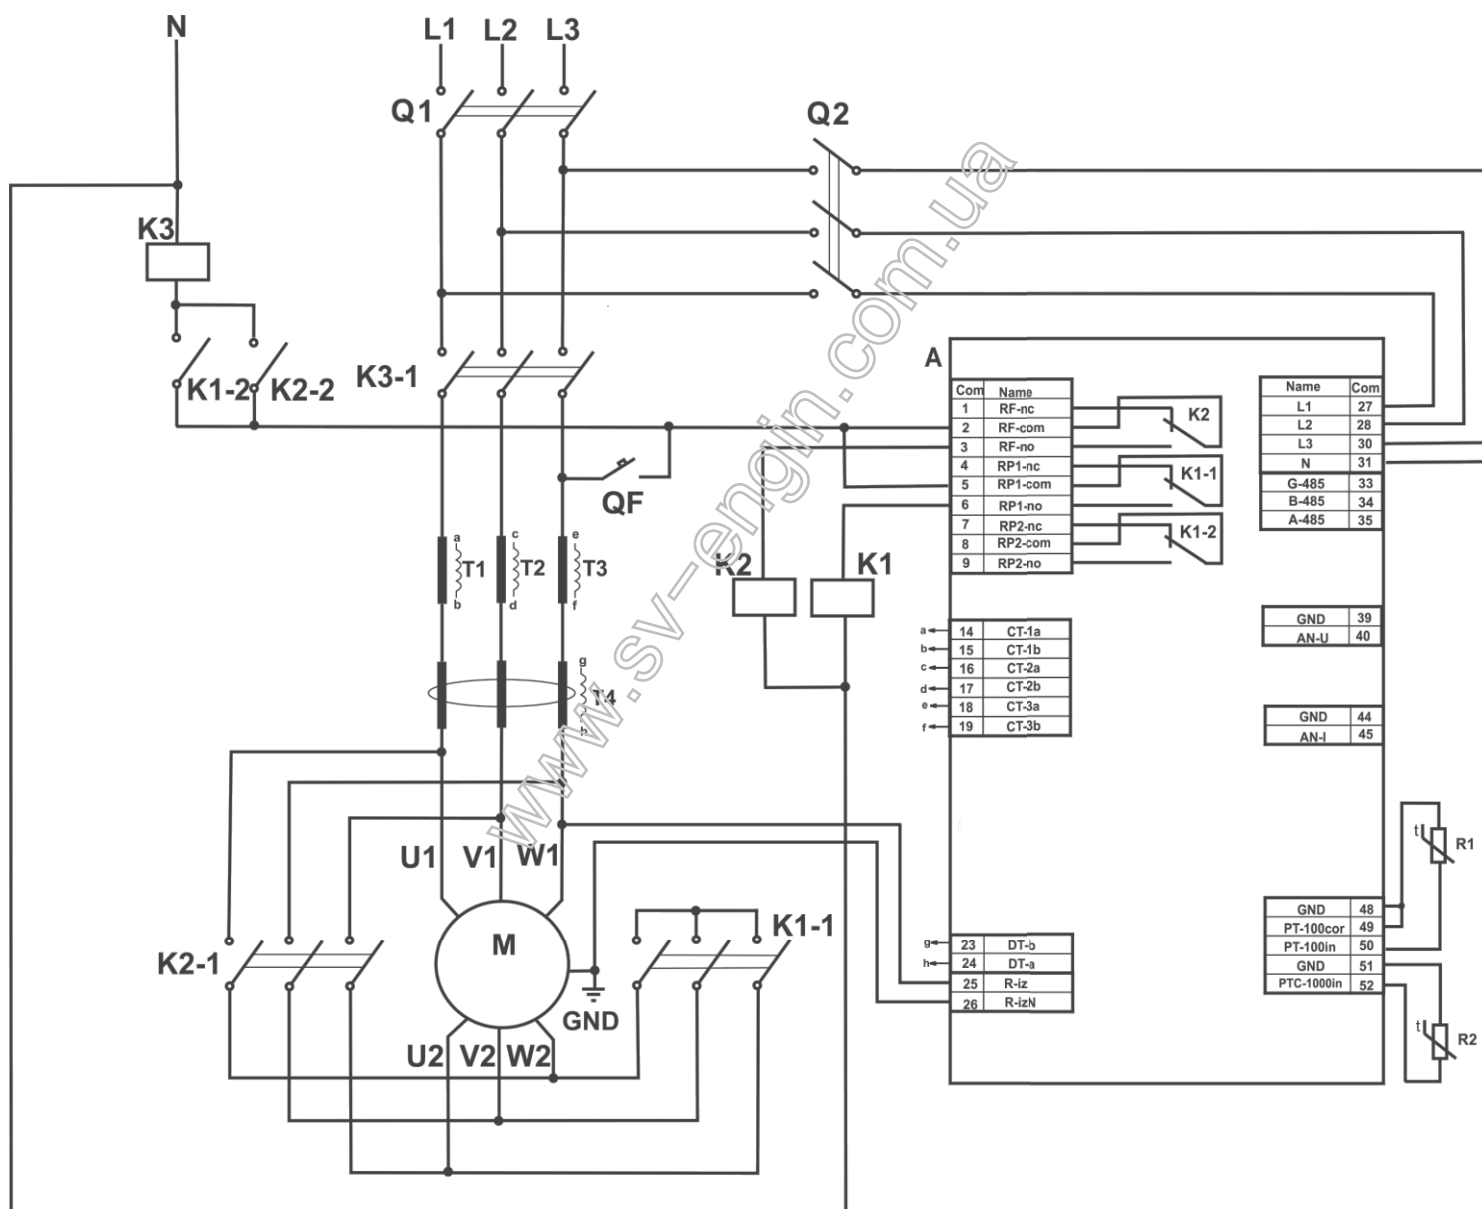 N
L1 L2 L3
Q1
Q2
K3
K3-1
K1-2
K2-2
QF
a
b
T1
c
d
T2
e
f
T3
g
T4
h
K2
K1
A
Com Name
1 RF-nc
2 RF-com
3 RF-no
4 RP1-nc
5 RP1-com
6 RP1-no
7 RP2-nc
8 RP2-com
9 RP2-no
K2
K1-1
K1-2
Name Com
L1 27
L2 28
L3 30
N 31
G-485 33
B-485 34
A-485 35
GND 39
AN-U 40
GND 44
AN-I 45
a 14 CT-1a
b 15 CT-1b
c 16 CT-2a
d 17 CT-2b
e 18 CT-3a
f 19 CT-3b
g 23 DT-b
h 24 DT-a
25 R-iz
26 R-izN
GND 48
PT-100cor 49
PT-100in 50
GND 51
PTC-1000in 52
t
R1
t
R2
U1 V1 W1
M
K2-1
K1-1
GND
U2 V2 W2
www.sv-engin.com.ua